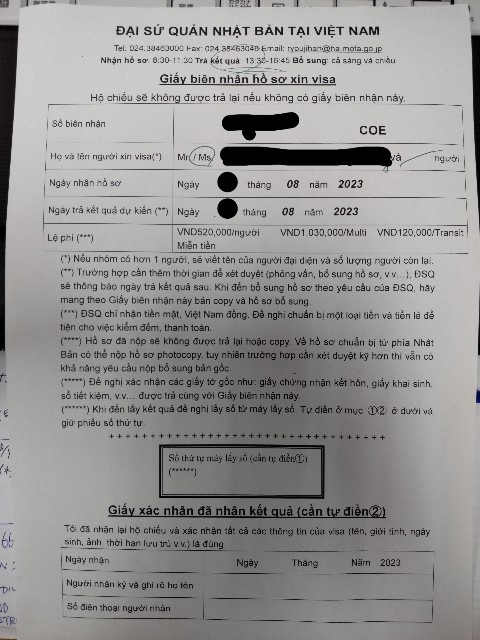 ĐẠI SỨ QUÁN NHẬT BẢN TẠI VIỆT NAM
Tel: 024.38463000 Fax: 024.38463046 Email: ryoujihan@ha.mofa.go.jp
Nhận hồ sơ: 8:30-11.30 Trả kết quả 13:30-16:45 Bổ sung: cả sáng và chiều
Giấy biên nhận hồ sơ xin visa
Hộ chiếu sẽ không được trả lại nếu không có giấy biên nhận này.
Số biên nhận
COE
Họ và tên người xin visa(*) Mr / Ms và người
Ngày nhận hồ sơ Ngày tháng 08 năm 2023
Ngày trả kết quả dự kiến (**) Ngày tháng 08 năm 2023
Lệ phí (***) VND520,000/người VND1.030,000/Multi VND120,000/Transit
Miễn tiền
(*) Nếu nhóm có hơn 1 người, sẽ viết tên của người đại diện và số lượng người còn lại.
(**) Trường hợp cần thêm thời gian để xét duyệt (phỏng vấn, bổ sung hồ sơ, v.v…). ĐSQ
sẽ thông báo ngày trả kết quả sau. Khi đến bổ sung hồ sơ theo yêu cầu của ĐSQ, hãy
mang theo Giấy biên nhận này bản copy và hồ sơ bổ sung.
(***) ĐSQ chỉ nhận tiền mặt, Việt Nam đồng. Đề nghị chuẩn bị một loại tiền và tiền lẻ để
tiện cho việc kiểm đếm, thanh toán.
(****) Hồ sơ đã nộp sẽ không được trả lại hoặc copy. Về hồ sơ chuẩn bị từ phía Nhật
Bản có thể nộp hồ sơ photocopy, tuy nhiên trường hợp cần xét duyệt kỹ hơn thì vẫn có
khả năng yêu cầu nộp bổ sung bản gốc.
(*****) Đề nghị xác nhận các giấy tờ gốc như: giấy chứng nhận kết hôn, giấy khai sinh.
sổ tiết kiệm, v.v… được trả cùng với Giấy biên nhận này.
(******) Khi đến lấy kết quả đề nghị lấy số từ máy lấy số. Tự điền ở mục ①② ở dưới và
giữ phiếu số thứ tự.
+++++++++++++++++++++++++++++++++++
Số thứ tự máy lấy số (cần tự điền①)
(******)
Giấy xác nhận đã nhận kết quả (cần tự điền②)
Tôi đã nhận lại hộ chiếu và xác nhận tất cả các thông tin của visa (tên, giới tính, ngày
sinh, ảnh, thời hạn lưu trú v.v.) là đúng.
Ngày nhận Ngày Tháng Năm 2023
Người nhận ký và ghi rõ họ tên
Số điện thoại người nhận